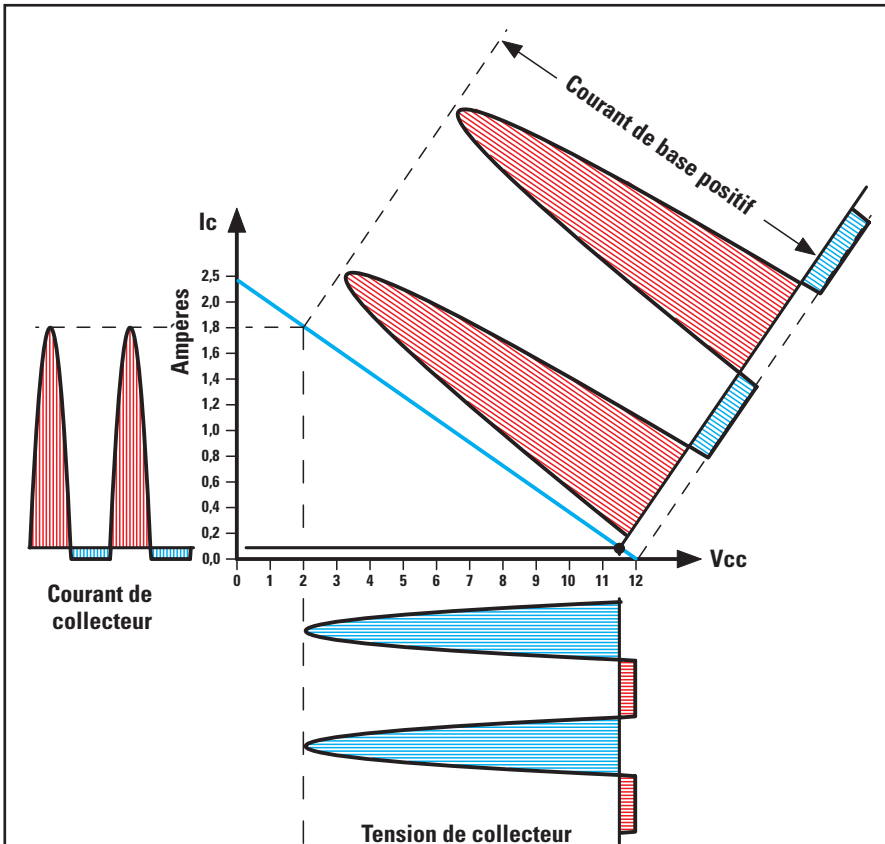 Courant de base positif
Ic
Ampères
2,5
2,0
1,8
1,6
1,4
1,2
1,0
0,8
0,6
0,4
0,2
0,0
Vcc
0 1 2 3 4 5 6 7 8 9 10 11 12
Courant de
collecteur
Tension de collecteur